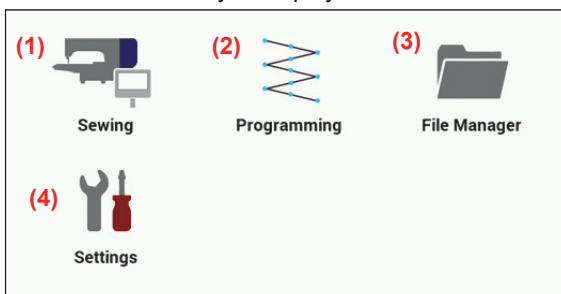 (1)
(2)
(3)
Sewing
Programming
File Manager
(4)
Settings